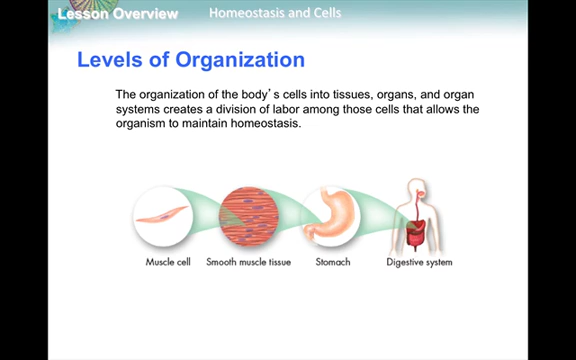 Lesson Overview Homeostasis and Cells
Levels of Organization
The organization of the body's cells into tissues, organs, and organ
systems creates a division of labor among those cells that allows the
organism to maintain homeostasis.
Muscle cell Smooth muscle tissue Stomach Digestive system